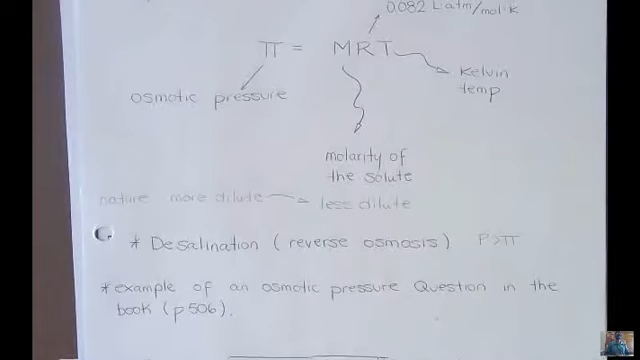 0.082 L·atm/mol·K
π = MRT
Kelvin
temp
osmotic pressure
molarity of
the solute
nature more dilute → less dilute
* Desalination (reverse osmosis) P>π
*example of an osmotic pressure Question in the
book (p506).